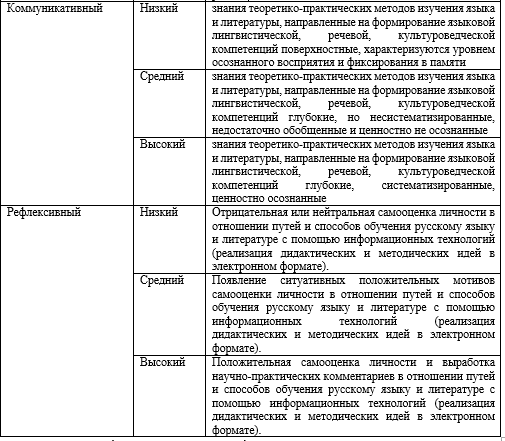 Коммуникативный
Низкий
знания теоретико-практических методов изучения языка
и литературы, направленные на формирование языковой
лингвистической, речевой, культуроведческой
компетенций поверхностные, характеризуются уровнем
осознанного восприятия и фиксирования в памяти
Средний
знания теоретико-практических методов изучения языка
и литературы, направленные на формирование языковой
лингвистической, речевой, культуроведческой
компетенций глубокие, но несистематизированные,
недостаточно обобщенные и ценностно не осознанные
Высокий
знания теоретико-практических методов изучения языка
и литературы, направленные на формирование языковой
лингвистической, речевой, культуроведческой
компетенций глубокие, систематизированные,
ценностно осознанные
Рефлексивный
Низкий
Отрицательная или нейтральная самооценка личности в
отношении путей и способов обучения русскому языку
и литературе с помощью информационных технологий
(реализация дидактических и методических идей в
электронном формате).
Средний
Появление ситуативных положительных мотивов
самооценки личности в отношении путей и способов
обучения русскому языку и литературе с помощью
информационных технологий (реализация
дидактических и методических идей в электронном
формате).
Высокий
Положительная самооценка личности и выработка
научно-практических комментариев в отношении путей
и способов обучения русскому языку и литературе с
помощью информационных технологий (реализация
дидактических и методических идей в электронном
формате).